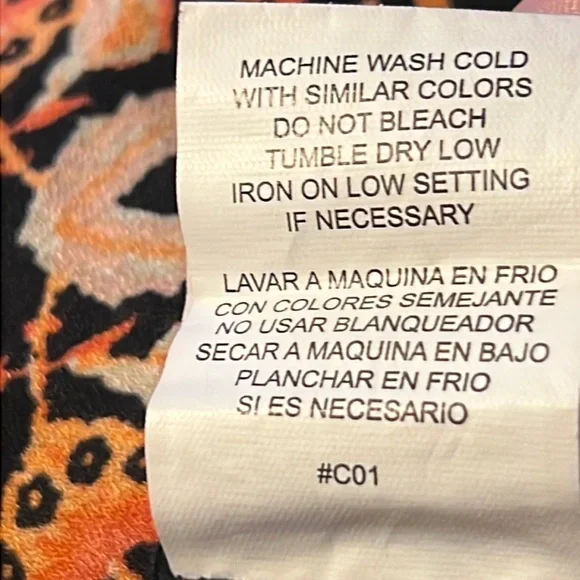 MACHINE WASH COLD
WITH SIMILAR COLORS
DO NOT BLEACH
TUMBLE DRY LOW
IRON ON LOW SETTING
IF NECESSARY
LAVAR A MAQUINA EN FRIO
CON COLORES SEMEJANTE
NO USAR BLANQUEADOR
SECAR A MAQUINA EN BAJO
PLANCHAR EN FRIO
SI ES NECESARIO
#C01